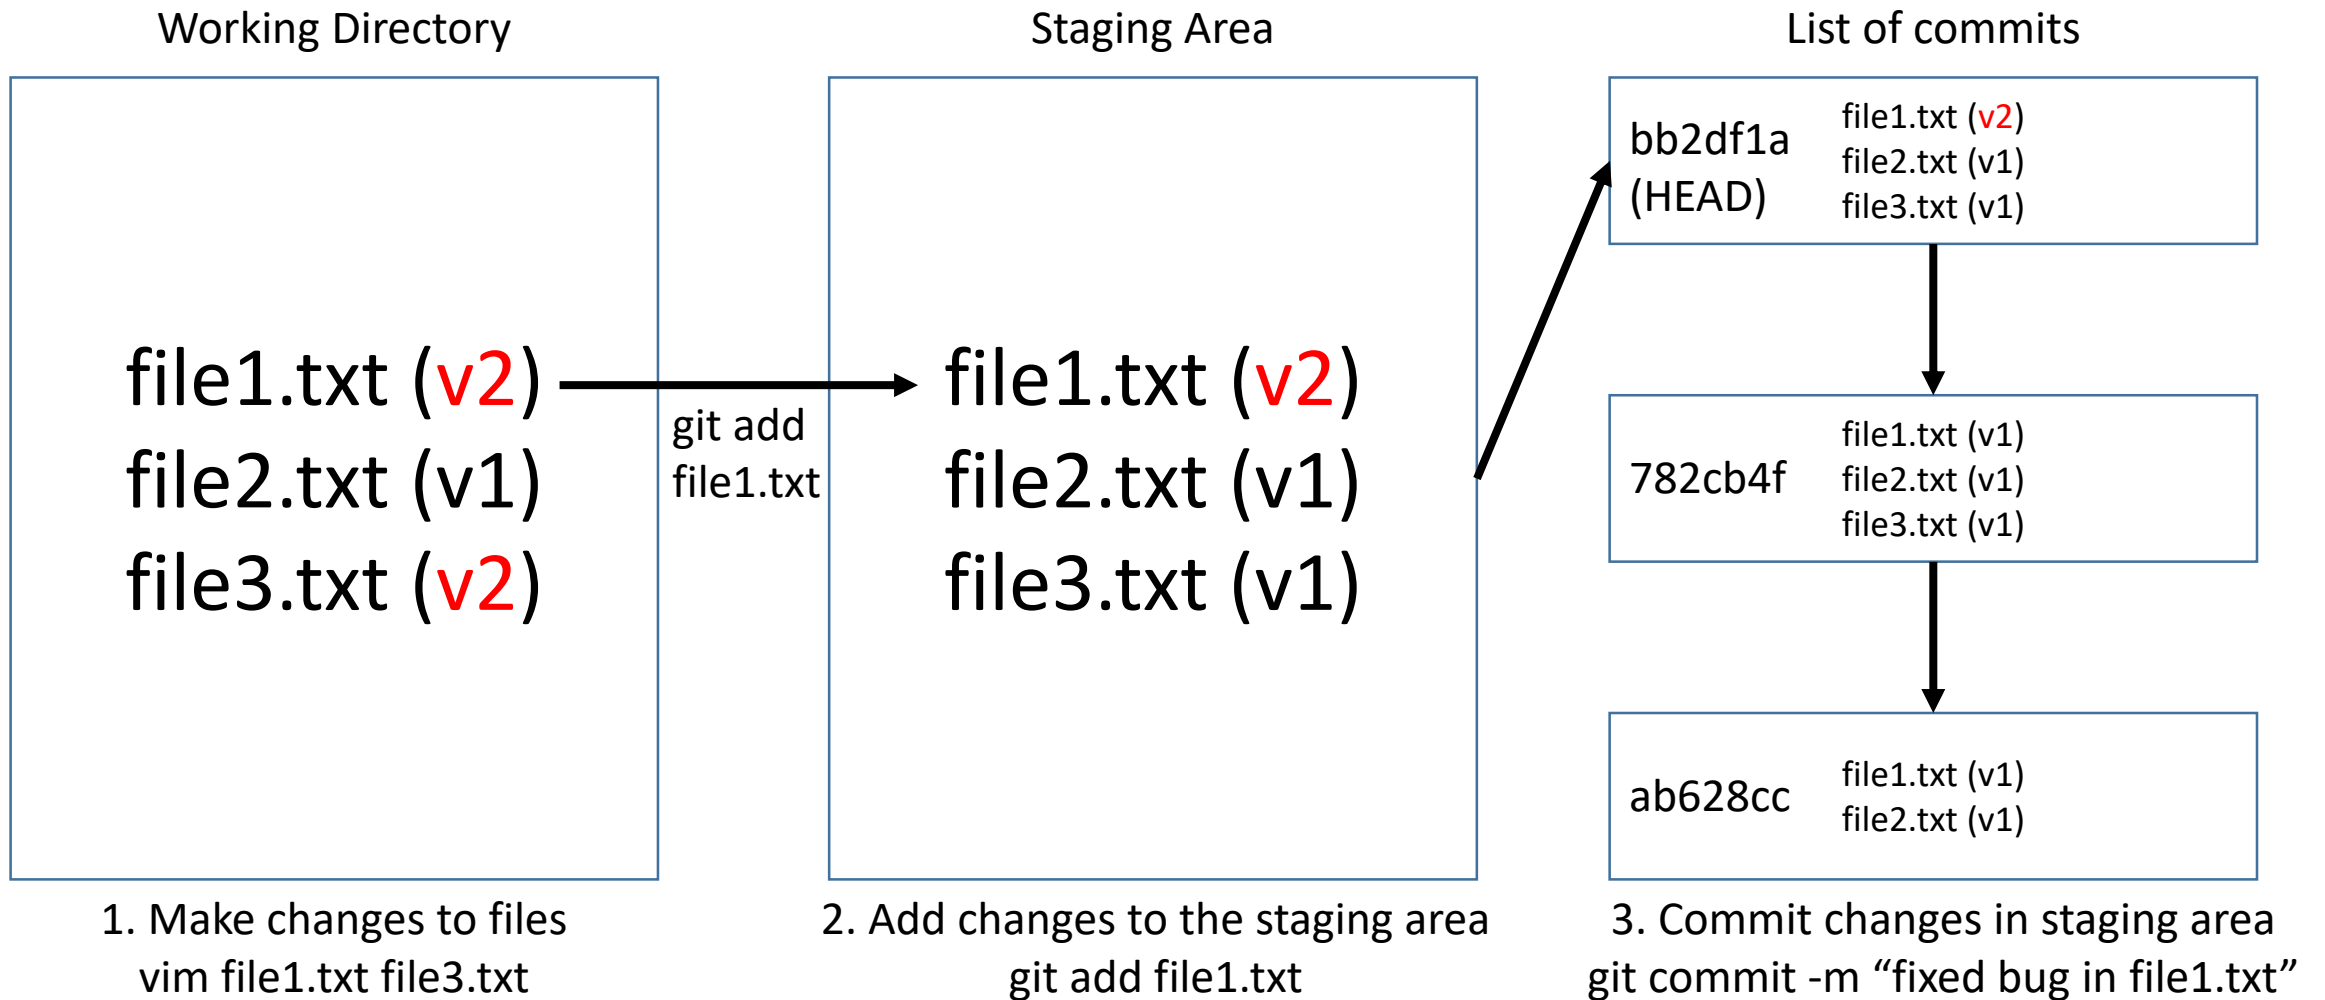 Working Directory
file1.txt (v2)
file2.txt (v1)
file3.txt (v2)
1. Make changes to files
vim file1.txt file3.txt
git add
file1.txt
Staging Area
file1.txt (v2)
file2.txt (v1)
file3.txt (v1)
2. Add changes to the staging area
git add file1.txt
List of commits
bb2df1a
(HEAD)
file1.txt (v2)
file2.txt (v1)
file3.txt (v1)
782cb4f
file1.txt (v1)
file2.txt (v1)
file3.txt (v1)
ab628cc
file1.txt (v1)
file2.txt (v1)
3. Commit changes in staging area
git commit -m “fixed bug in file1.txt”